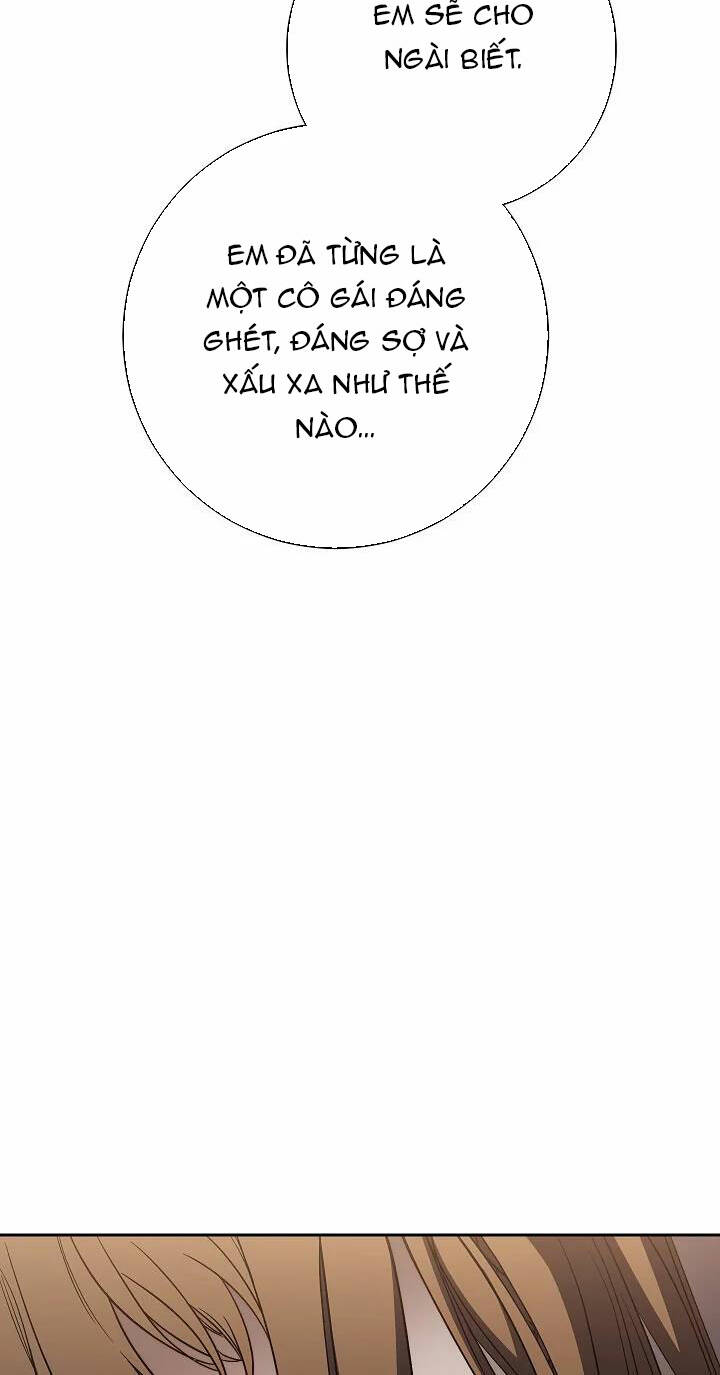 EM SẼ CHO
NGÀI BIẾT.
EM ĐÃ TỪNG LÀ
MỘT CÔ GÁI ĐÁNG
GHÉT, ĐÁNG SỢ VÀ
XẤU XA NHƯ THẾ
NÀO...